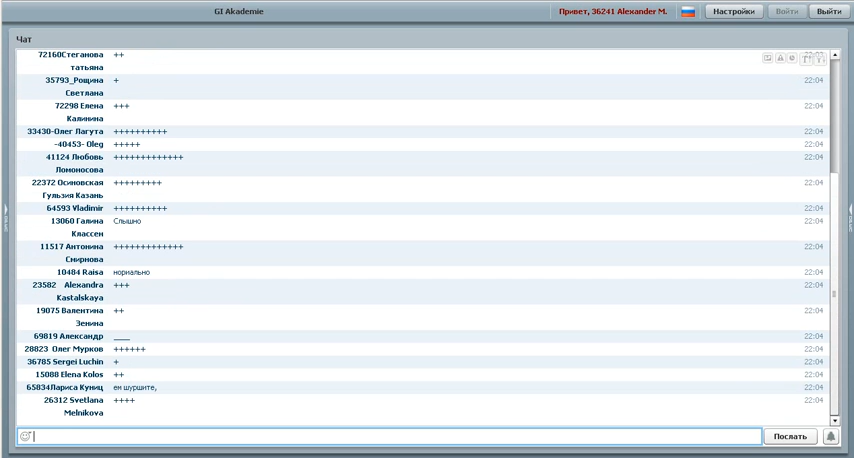 GI Akademie
Привет, 36241 Alexander M.
Настройки
Войти
Выйти
Чат
72160Стеганова ++
татьяна
35793_Рощина + 22:04
Светлана
72298 Елена +++ 22:04
Калинина
33430-Олег Лагута ++++++++++ 22:04
-40453- Oleg +++++ 22:04
41124 Любовь +++++++++++++ 22:04
Ломоносова
22372 Осиновская +++++++++ 22:04
Гульзия Казань
64593 Vladimir ++++++++++ 22:04
13060 Галина Слышно 22:04
Классен
11517 Антонина +++++++++++++ 22:04
Смирнова
10484 Raisa нориально 22:04
23582 Alexandra +++ 22:04
Kastalskaya
19075 Валентина ++ 22:04
Зенина
69819 Александр ____ 22:04
28823 Олег Мурков ++++++ 22:04
36785 Sergei Luchin + 22:04
15088 Elena Kolos ++ 22:04
65834Лариса Куниц ем шуршите, 22:04
26312 Svetlana ++++ 22:04
Melnikova
Послать